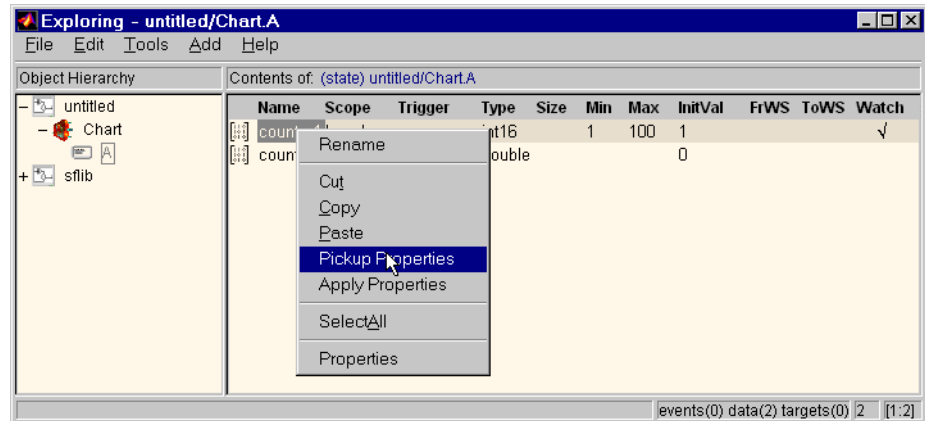 Exploring - untitled/Chart.A
File Edit Tools Add Help
Object Hierarchy
Contents of: (state) untitled/Chart.A
untitled
Chart
A
sflib
Name Scope Trigger Type Size Min Max InitVal FrWS ToWS Watch
int16 1 100 1 √
0
Rename
Cut
Copy
Paste
Pickup Properties
Apply Properties
SelectAll
Properties
events(0) data(2) targets(0) 2 [1:2]